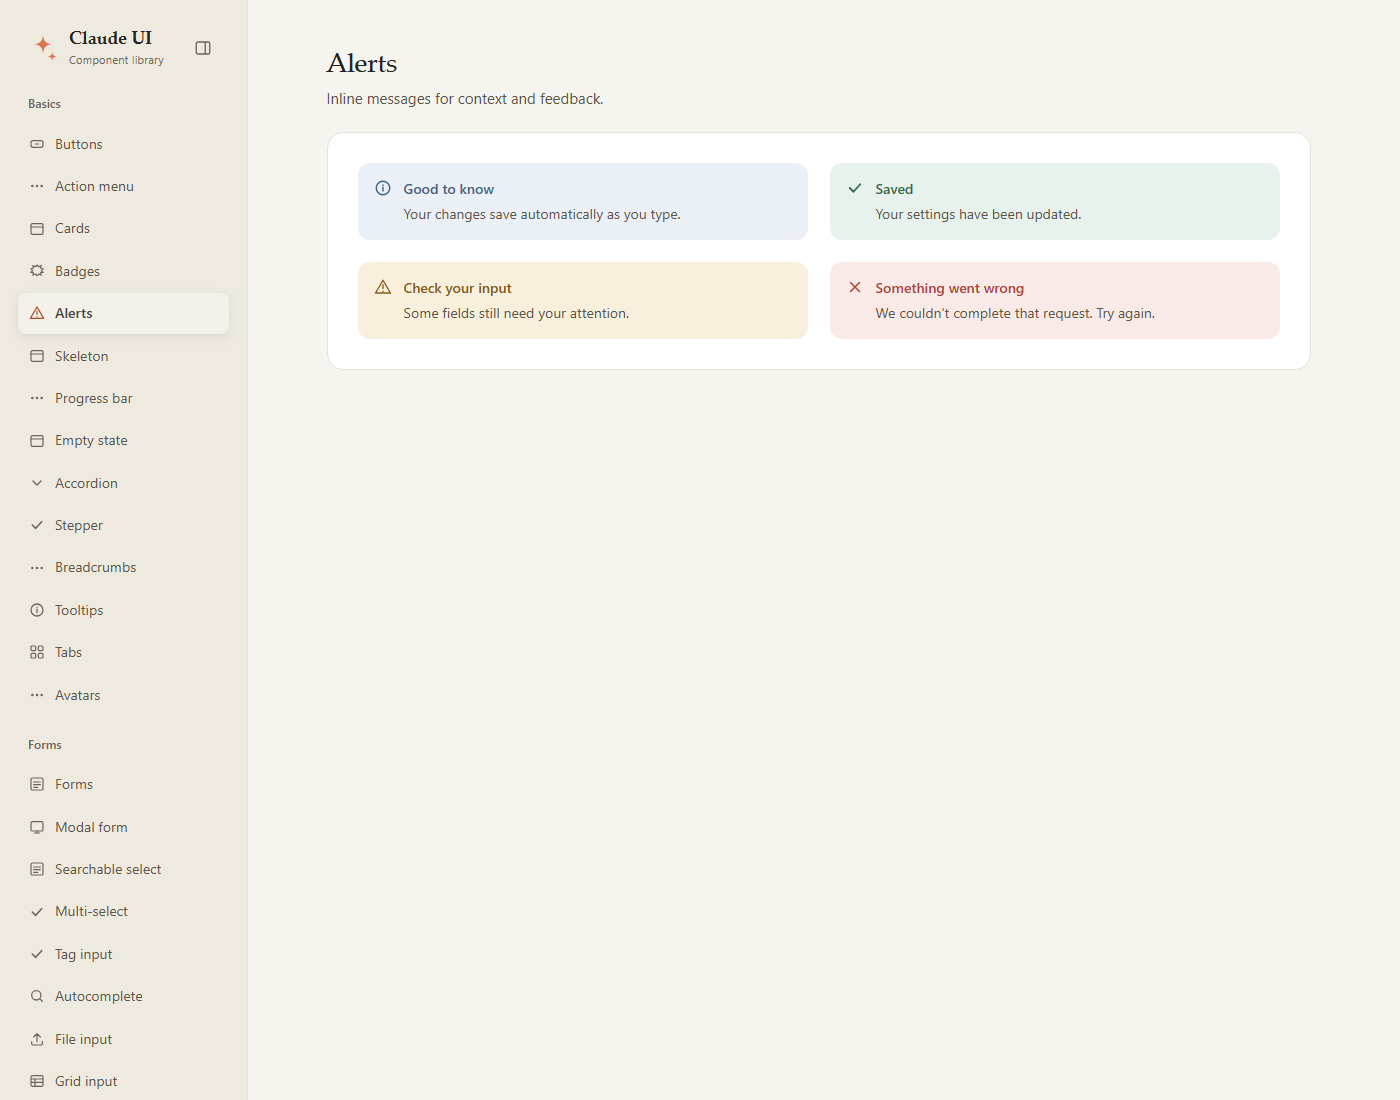 Claude UI
Component library
Basics
Buttons
Action menu
Cards
Badges
Alerts
Skeleton
Progress bar
Empty state
Accordion
Stepper
Breadcrumbs
Tooltips
Tabs
Avatars
Forms
Forms
Modal form
Searchable select
Multi-select
Tag input
Autocomplete
File input
Grid input
Alerts
Inline messages for context and feedback.
Good to know
Your changes save automatically as you type.
Saved
Your settings have been updated.
Check your input
Some fields still need your attention.
Something went wrong
We couldn't complete that request. Try again.